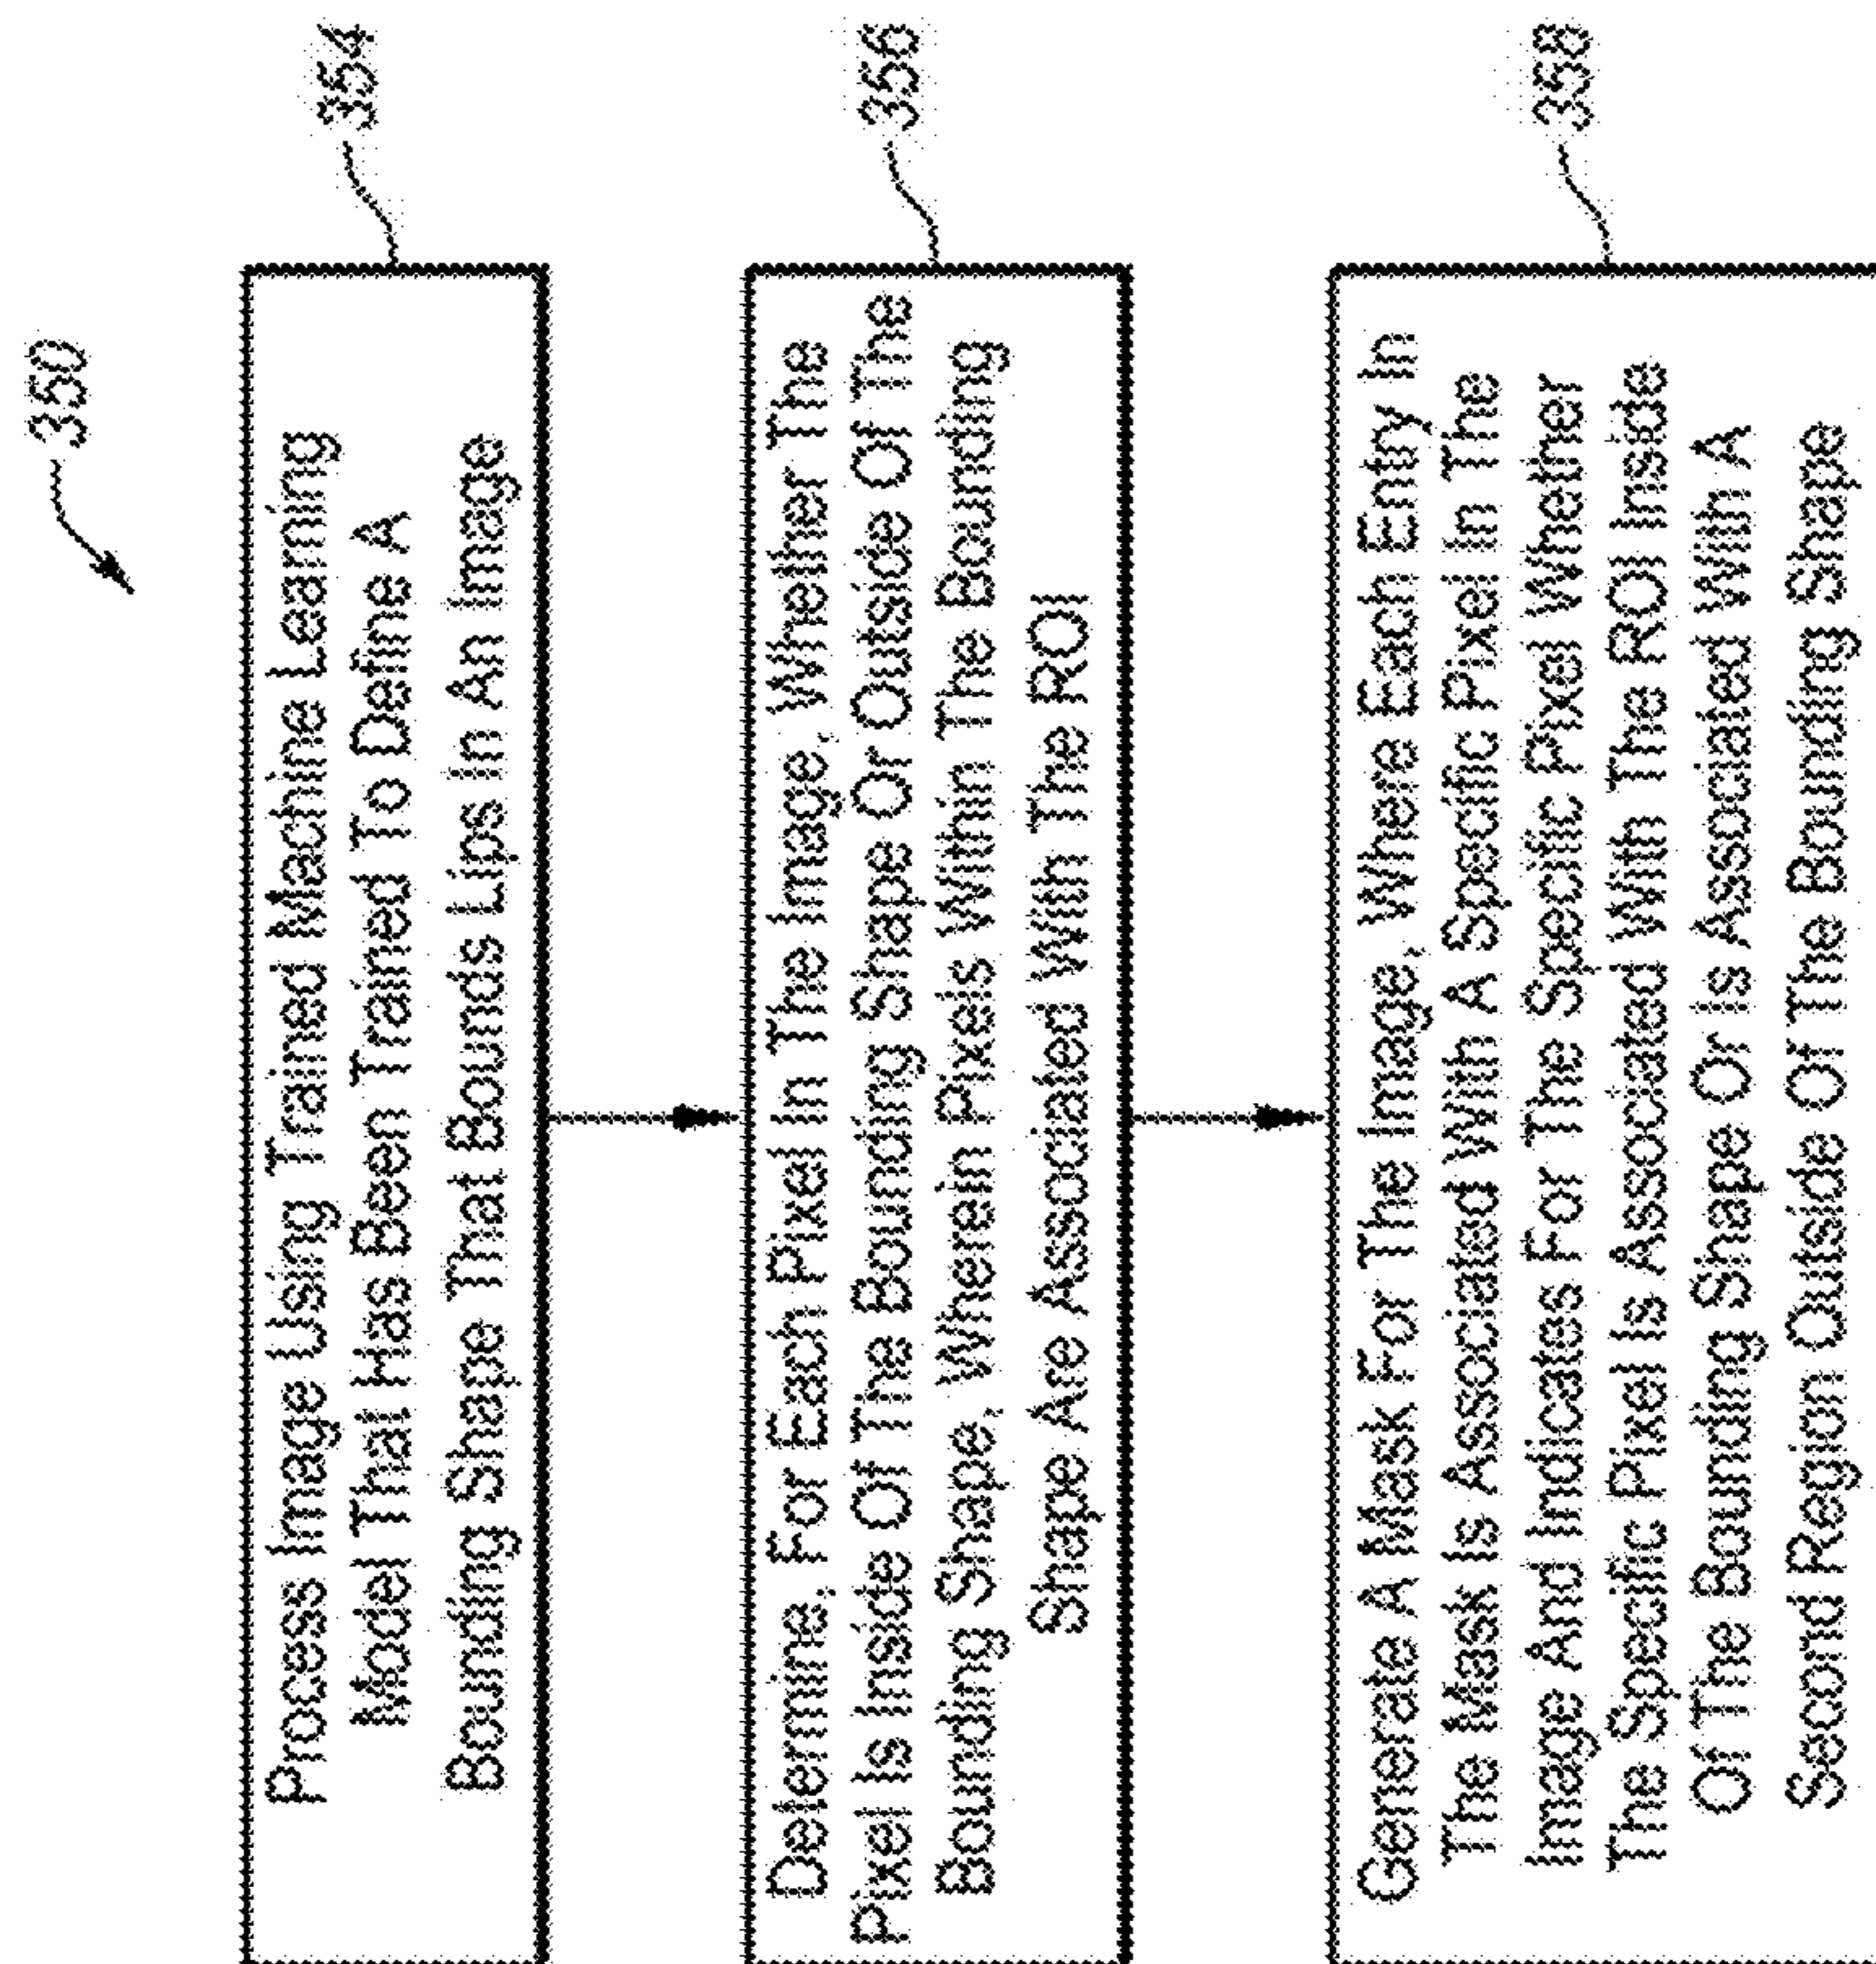 350
354
Process Image Using Trained Machine Learning
Model That Has Been Trained To Define A
Bounding Shape That Bounds Lips In An Image
356
Determine, For Each Pixel In The Image, Whether The
Pixel Is Inside Of The Bounding Shape Or Outside Of The
Bounding Shape, Wherein Pixels Within The Bounding
Shape Are Associated With The ROI
358
Generate A Mask For The Image, Where Each Entry In
The Mask Is Associated With A Specific Pixel In The
Image And Indicates For The Specific Pixel Whether
The Specific Pixel Is Associated With The ROI Inside
Of The Bounding Shape Or Is Associated With A
Second Region Outside Of The Bounding Shape